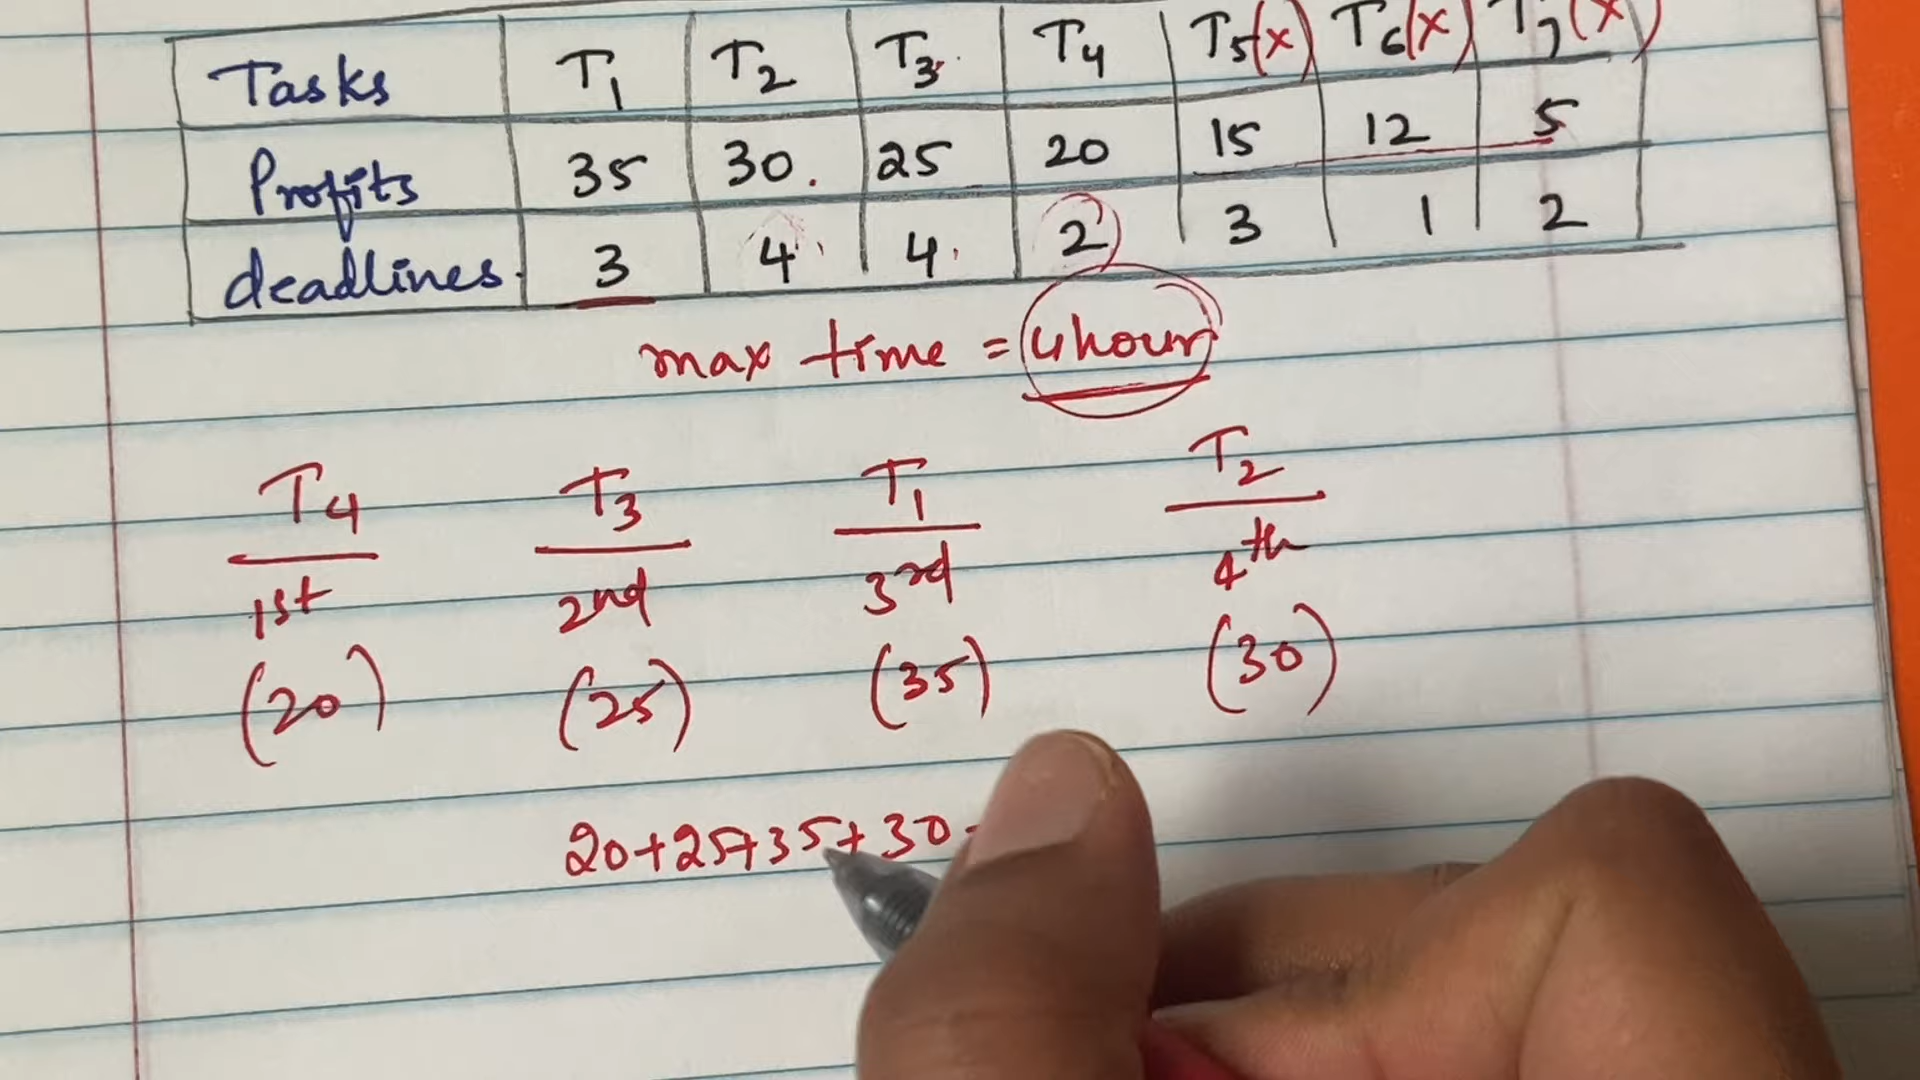 Tasks T1 T2 T3 T4 T5(x) T6(x) T7(x)
Profits 35 30. 25 20 15 12 5
deadlines. 3 4 4. 2 3 1 2
max time = 4hour
T4 T3 T1 T2
1st 2nd 3rd 4th
(20) (25) (35) (30)
20+25+35+30